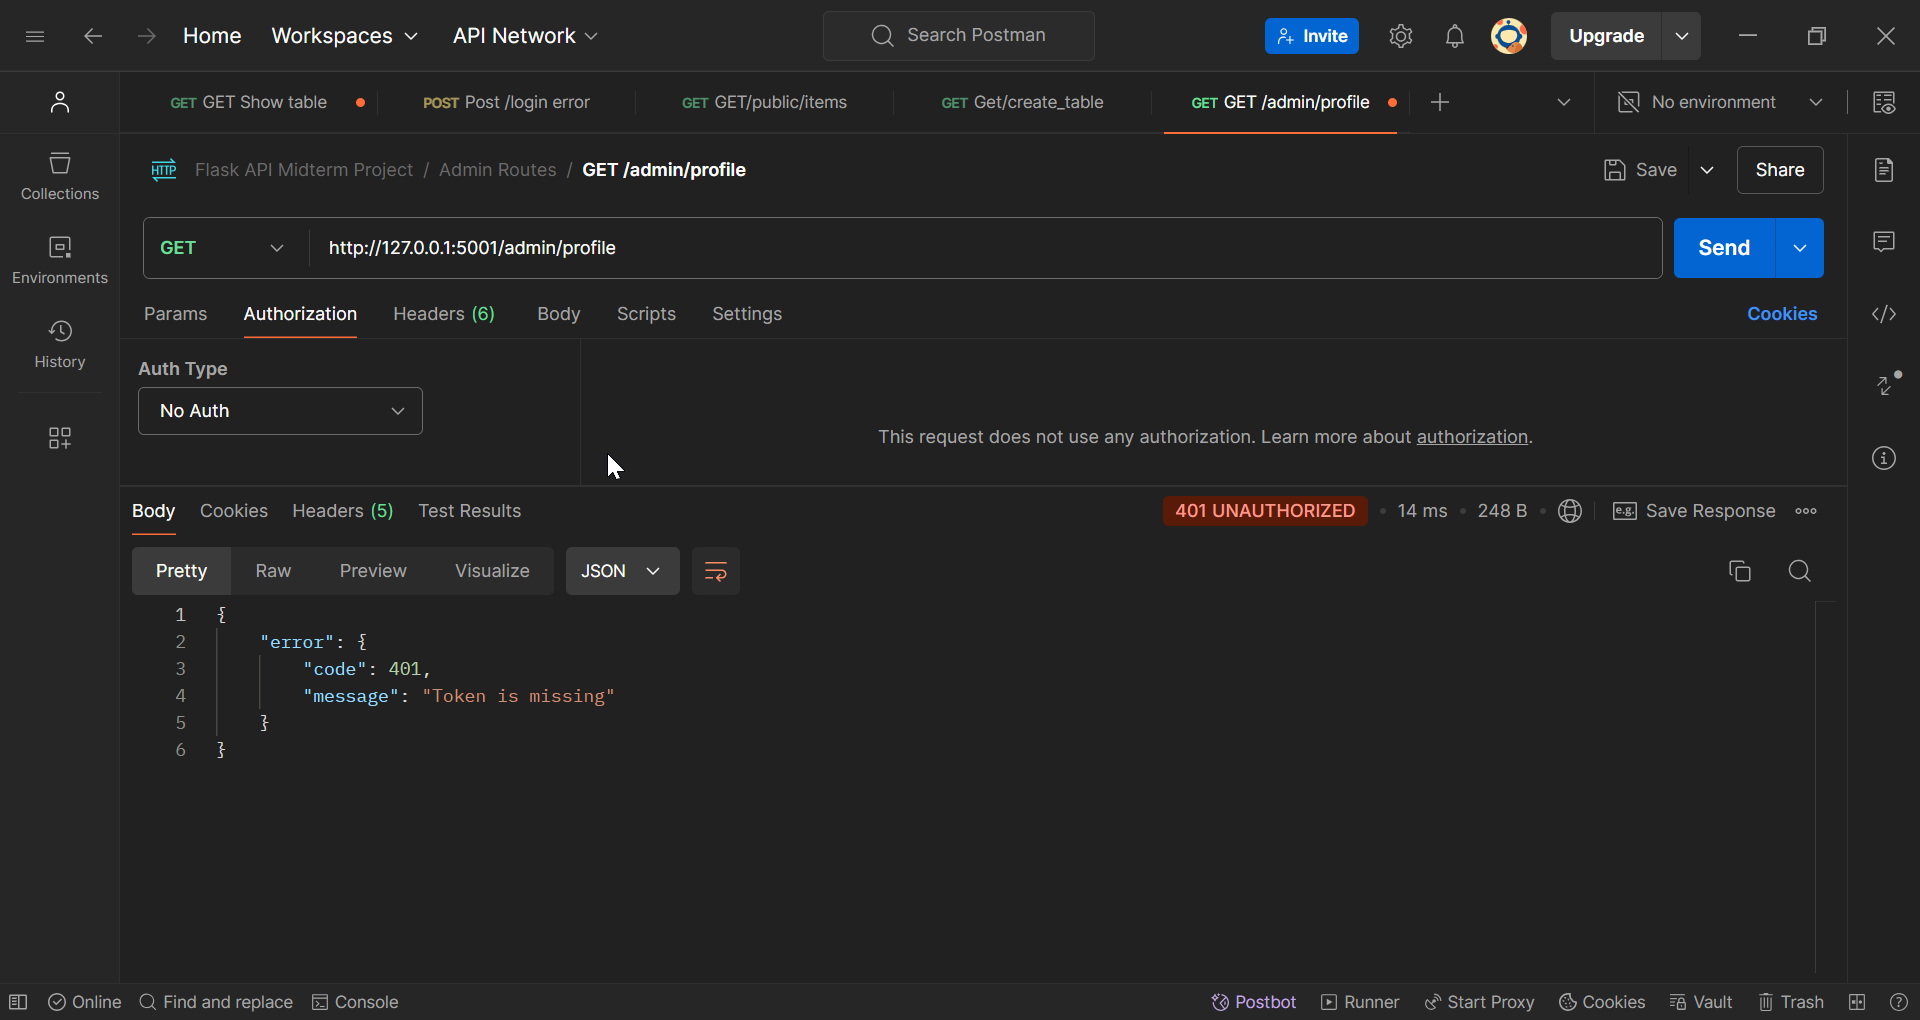 Home Workspaces API Network Search Postman Invite Upgrade
GET GET Show table POST Post /login error GET GET/public/items GET Get/create_table GET GET /admin/profile No environment
HTTP Flask API Midterm Project / Admin Routes / GET /admin/profile Save Share
Collections
GET http://127.0.0.1:5001/admin/profile Send
Environments
Params Authorization Headers (6) Body Scripts Settings Cookies
History
Auth Type
No Auth
This request does not use any authorization. Learn more about authorization.
Body Cookies Headers (5) Test Results 401 UNAUTHORIZED 14 ms 248 B e.g. Save Response
Pretty Raw Preview Visualize JSON
1 {
2 "error": {
3 "code": 401,
4 "message": "Token is missing"
5 }
6 }
Online Find and replace Console Postbot Runner Start Proxy Cookies Vault Trash